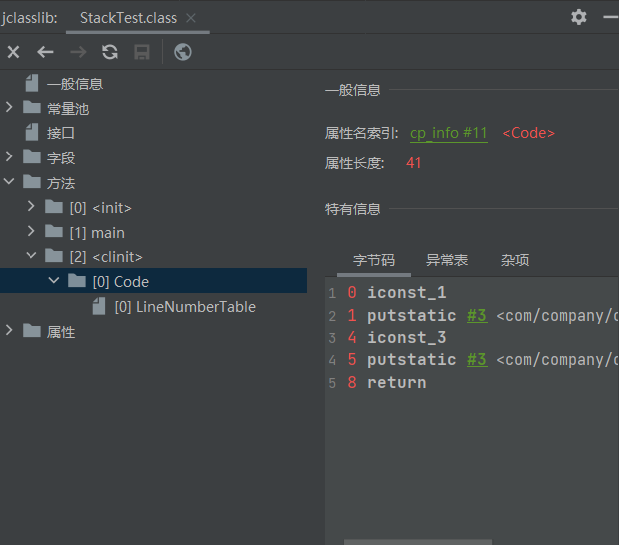 jclasslib: StackTest.class
一般信息
常量池
接口
字段
方法
[0] <init>
[1] main
[2] <clinit>
[0] Code
[0] LineNumberTable
属性
一般信息
属性名索引: cp_info #11 <Code>
属性长度: 41
特有信息
字节码 异常表 杂项
1 0 iconst_1
2 1 putstatic #3 <com/company/
3 4 iconst_3
4 5 putstatic #3 <com/company/
5 8 return